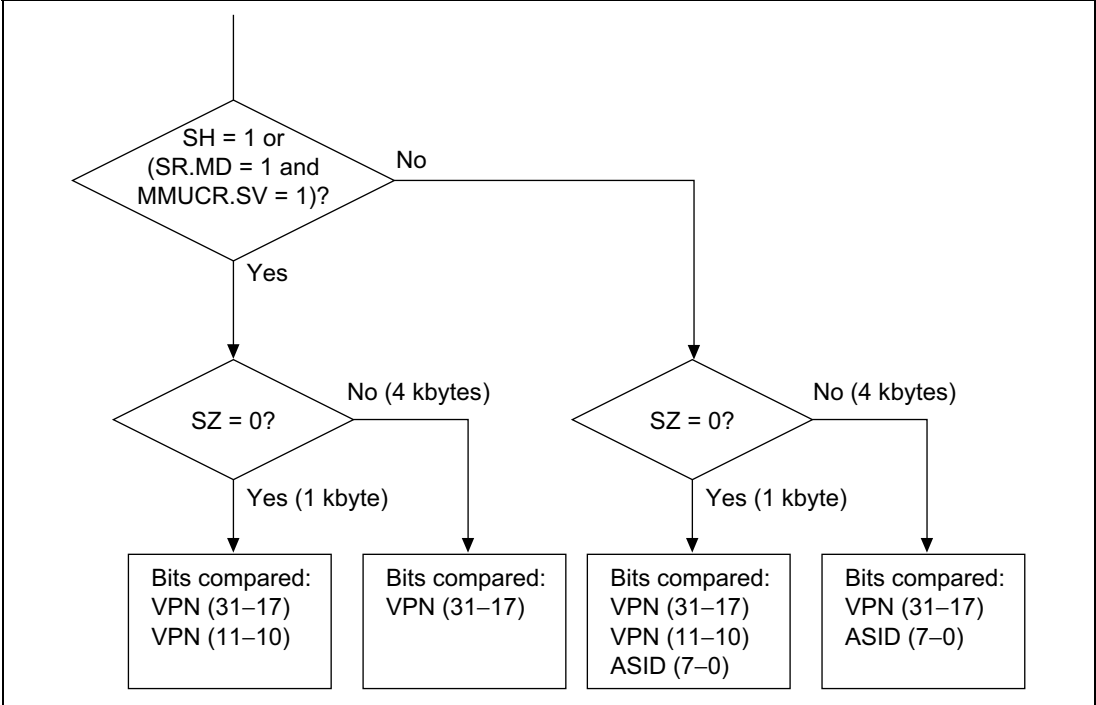 SH = 1 or
(SR.MD = 1 and
MMUCR.SV = 1)?
No
Yes
SZ = 0?
No (4 kbytes)
Yes (1 kbyte)
SZ = 0?
No (4 kbytes)
Yes (1 kbyte)
Bits compared:
VPN (31–17)
VPN (11–10)
Bits compared:
VPN (31–17)
Bits compared:
VPN (31–17)
VPN (11–10)
ASID (7–0)
Bits compared:
VPN (31–17)
ASID (7–0)